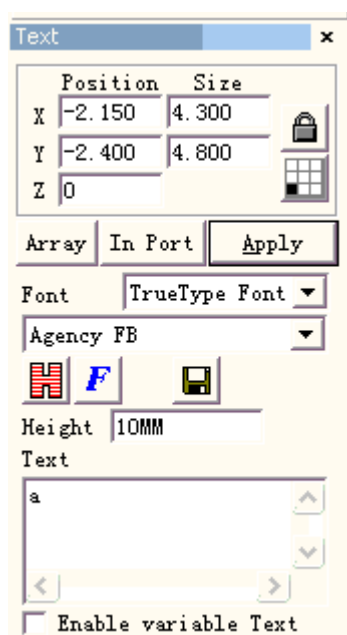 Text
Position Size
X -2.150 4.300
Y -2.400 4.800
Z 0
Array In Port Apply
Font TrueType Font
Agency FB
H F
Height 10MM
Text
a
Enable variable Text